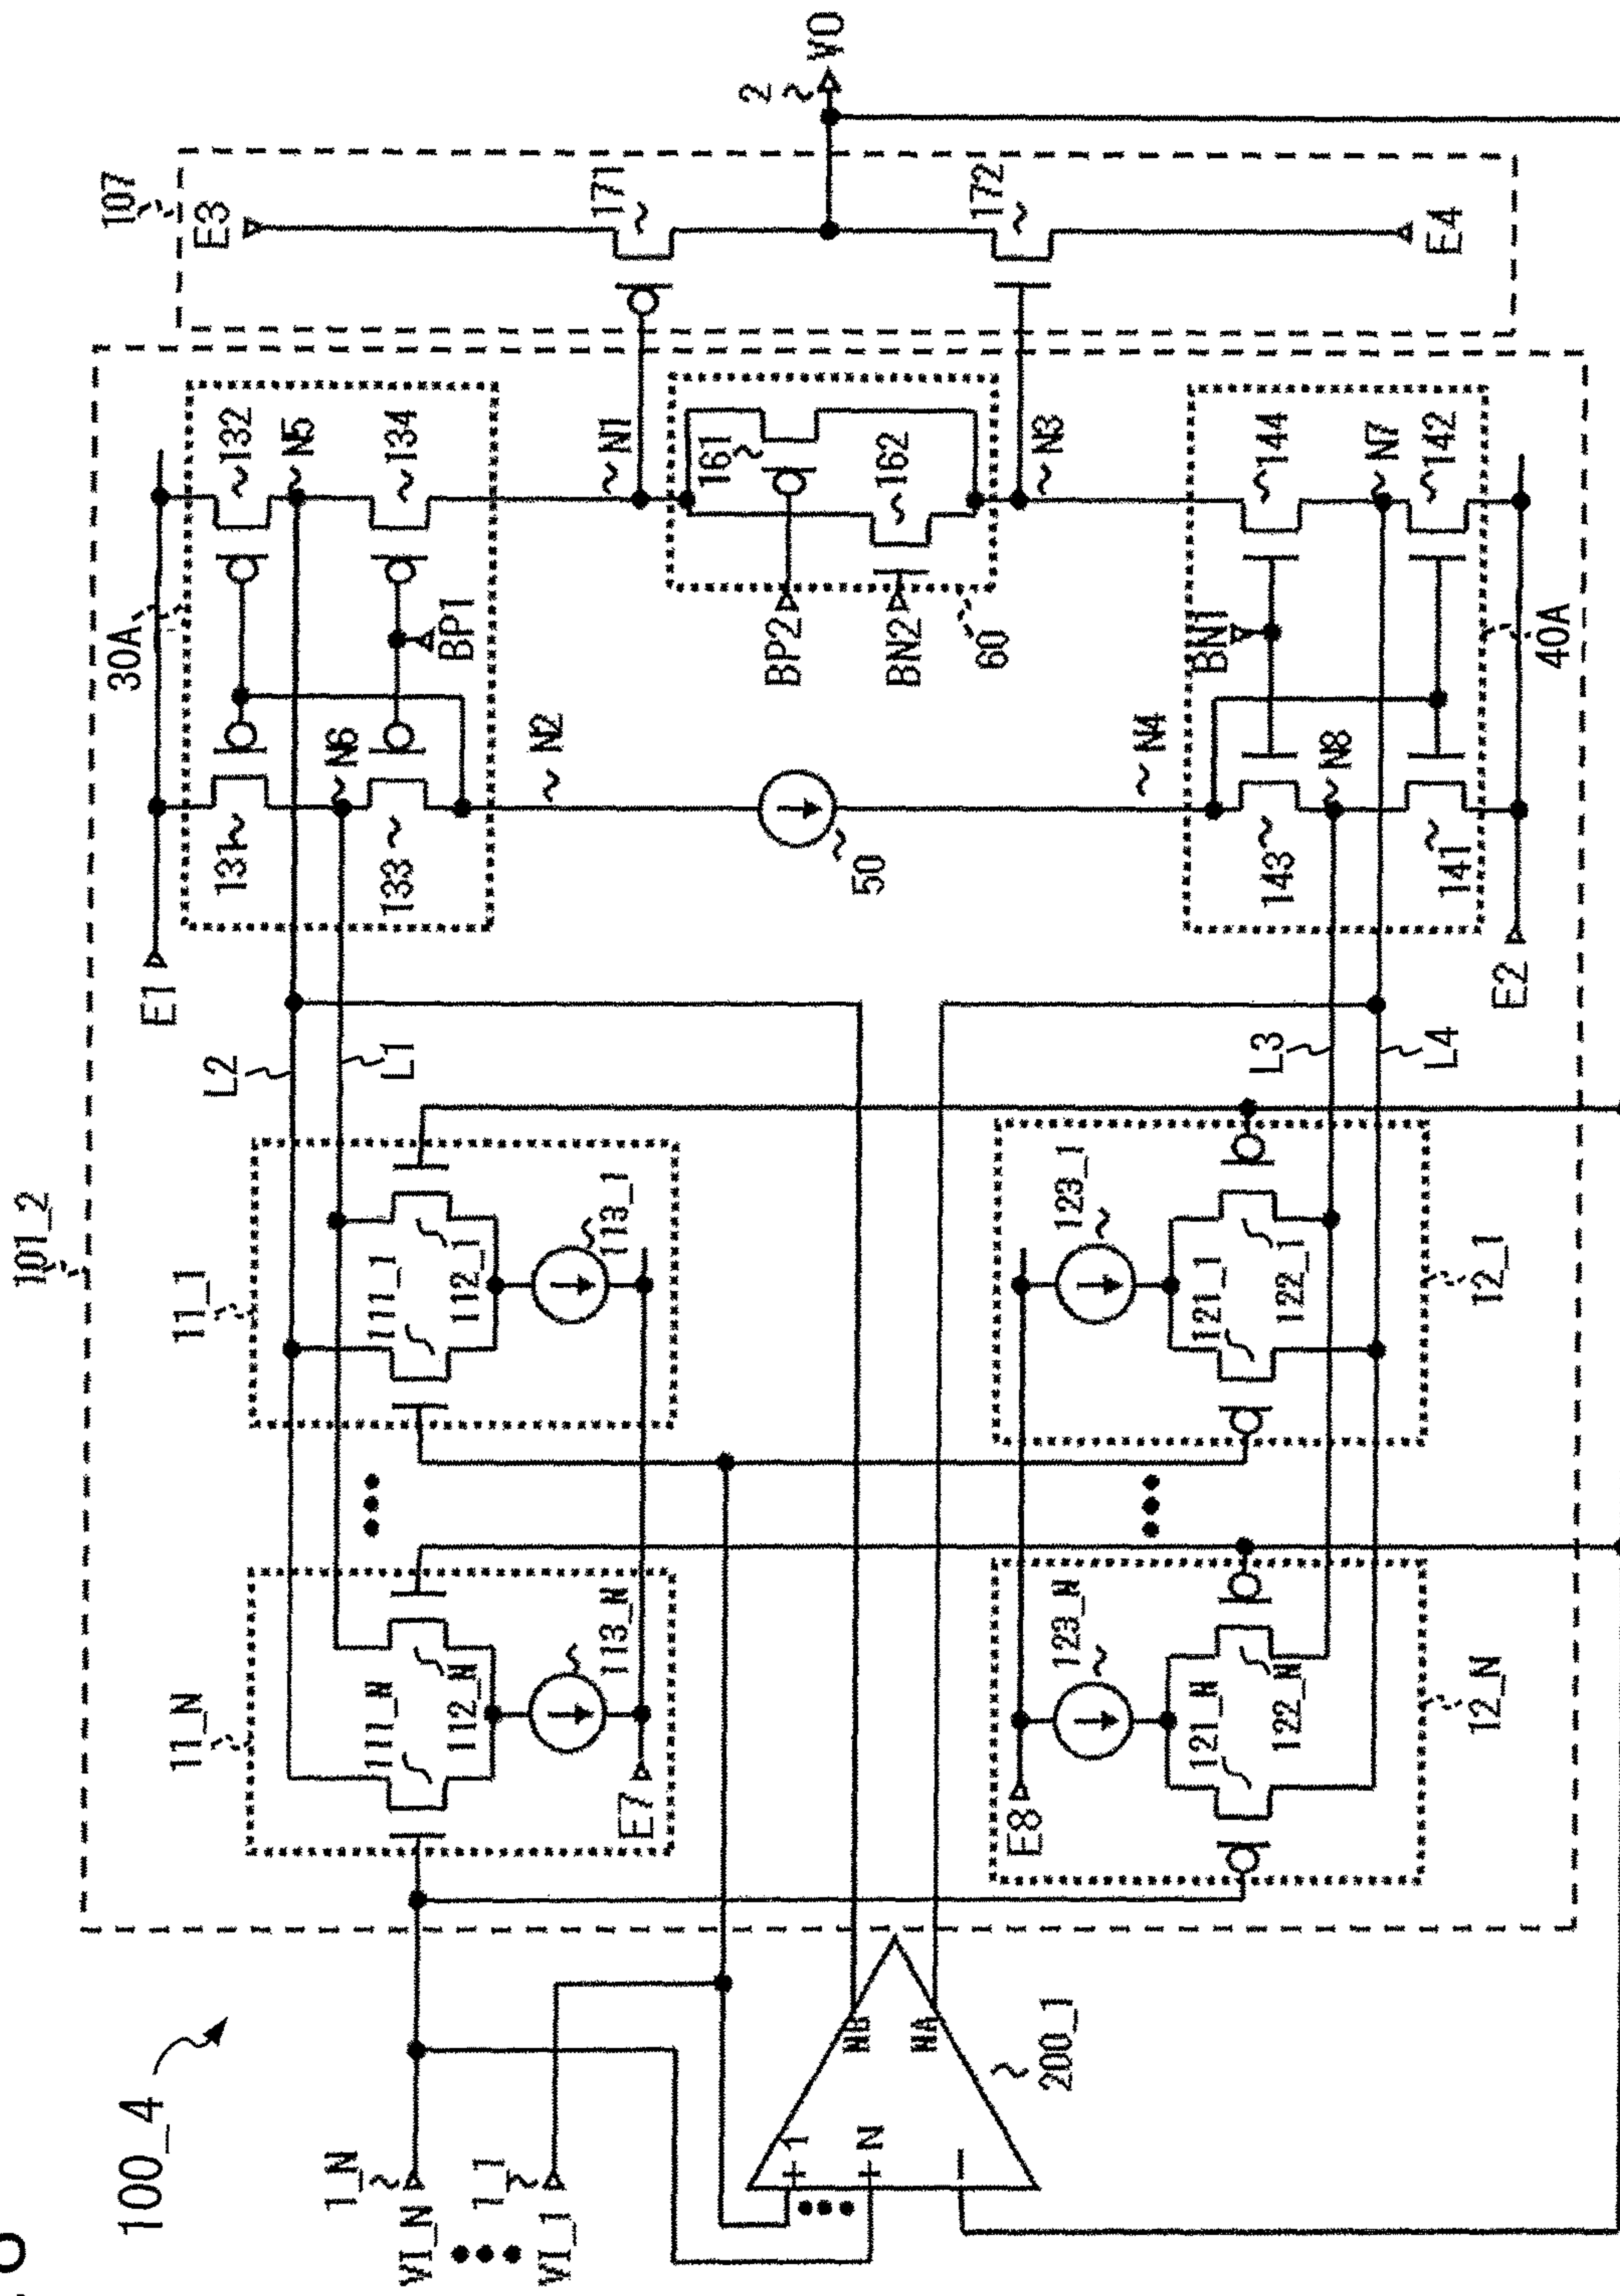 100_4
101_2
107
VI_N
1_N
VI_1
1_1
200_1
+ 1
+ N
−
NB
NA
11_N
111_N
112_N
113_N
E7
11_1
111_1
112_1
113_1
12_N
121_N
122_N
123_N
E8
12_1
121_1
122_1
123_1
L2
L1
L3
L4
E1
30A
131
132
133
134
N5
N6
BP1
N1
N2
50
N3
N4
60
161
162
BP2
BN2
40A
BN1
141
142
143
144
N7
N8
E2
E3
171
172
E4
2
VO